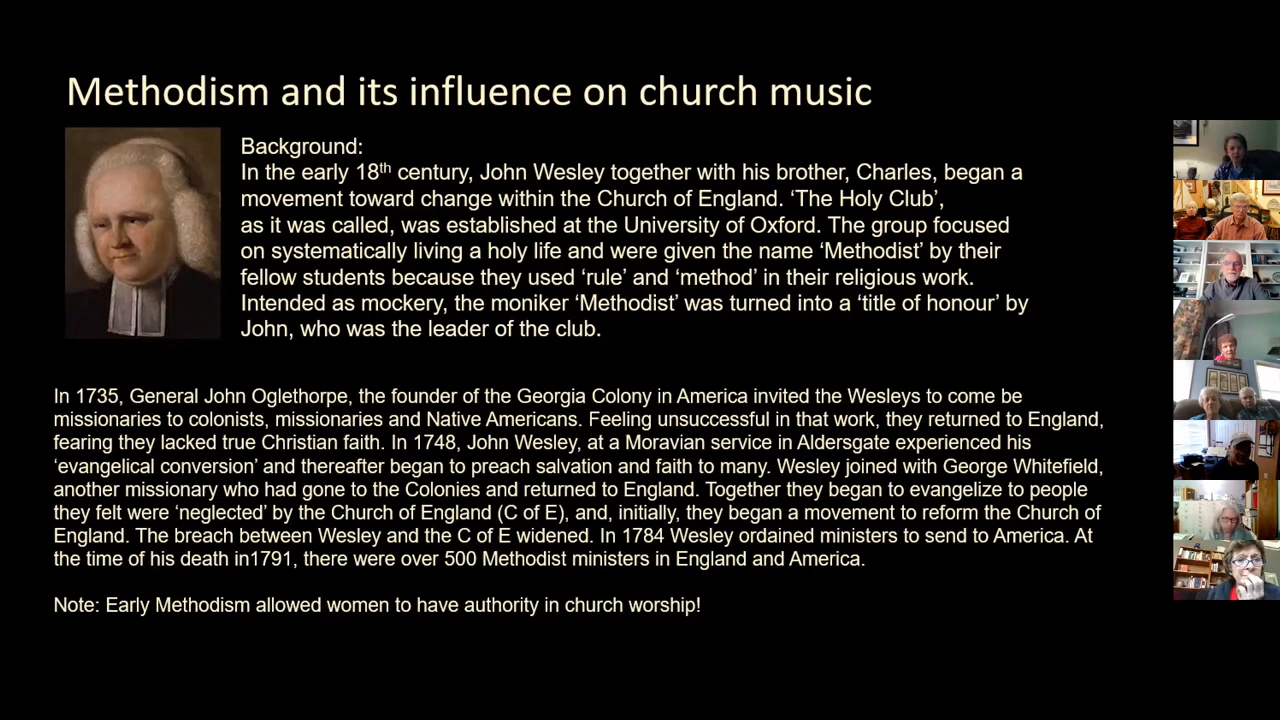 Methodism and its influence on church music
Background:
In the early 18th century, John Wesley together with his brother, Charles, began a
movement toward change within the Church of England. ‘The Holy Club’,
as it was called, was established at the University of Oxford. The group focused
on systematically living a holy life and were given the name ‘Methodist’ by their
fellow students because they used ‘rule’ and ‘method’ in their religious work.
Intended as mockery, the moniker ‘Methodist’ was turned into a ‘title of honour’ by
John, who was the leader of the club.
In 1735, General John Oglethorpe, the founder of the Georgia Colony in America invited the Wesleys to come be
missionaries to colonists, missionaries and Native Americans. Feeling unsuccessful in that work, they returned to England,
fearing they lacked true Christian faith. In 1748, John Wesley, at a Moravian service in Aldersgate experienced his
‘evangelical conversion’ and thereafter began to preach salvation and faith to many. Wesley joined with George Whitefield,
another missionary who had gone to the Colonies and returned to England. Together they began to evangelize to people
they felt were ‘neglected’ by the Church of England (C of E), and, initially, they began a movement to reform the Church of
England. The breach between Wesley and the C of E widened. In 1784 Wesley ordained ministers to send to America. At
the time of his death in1791, there were over 500 Methodist ministers in England and America.
Note: Early Methodism allowed women to have authority in church worship!